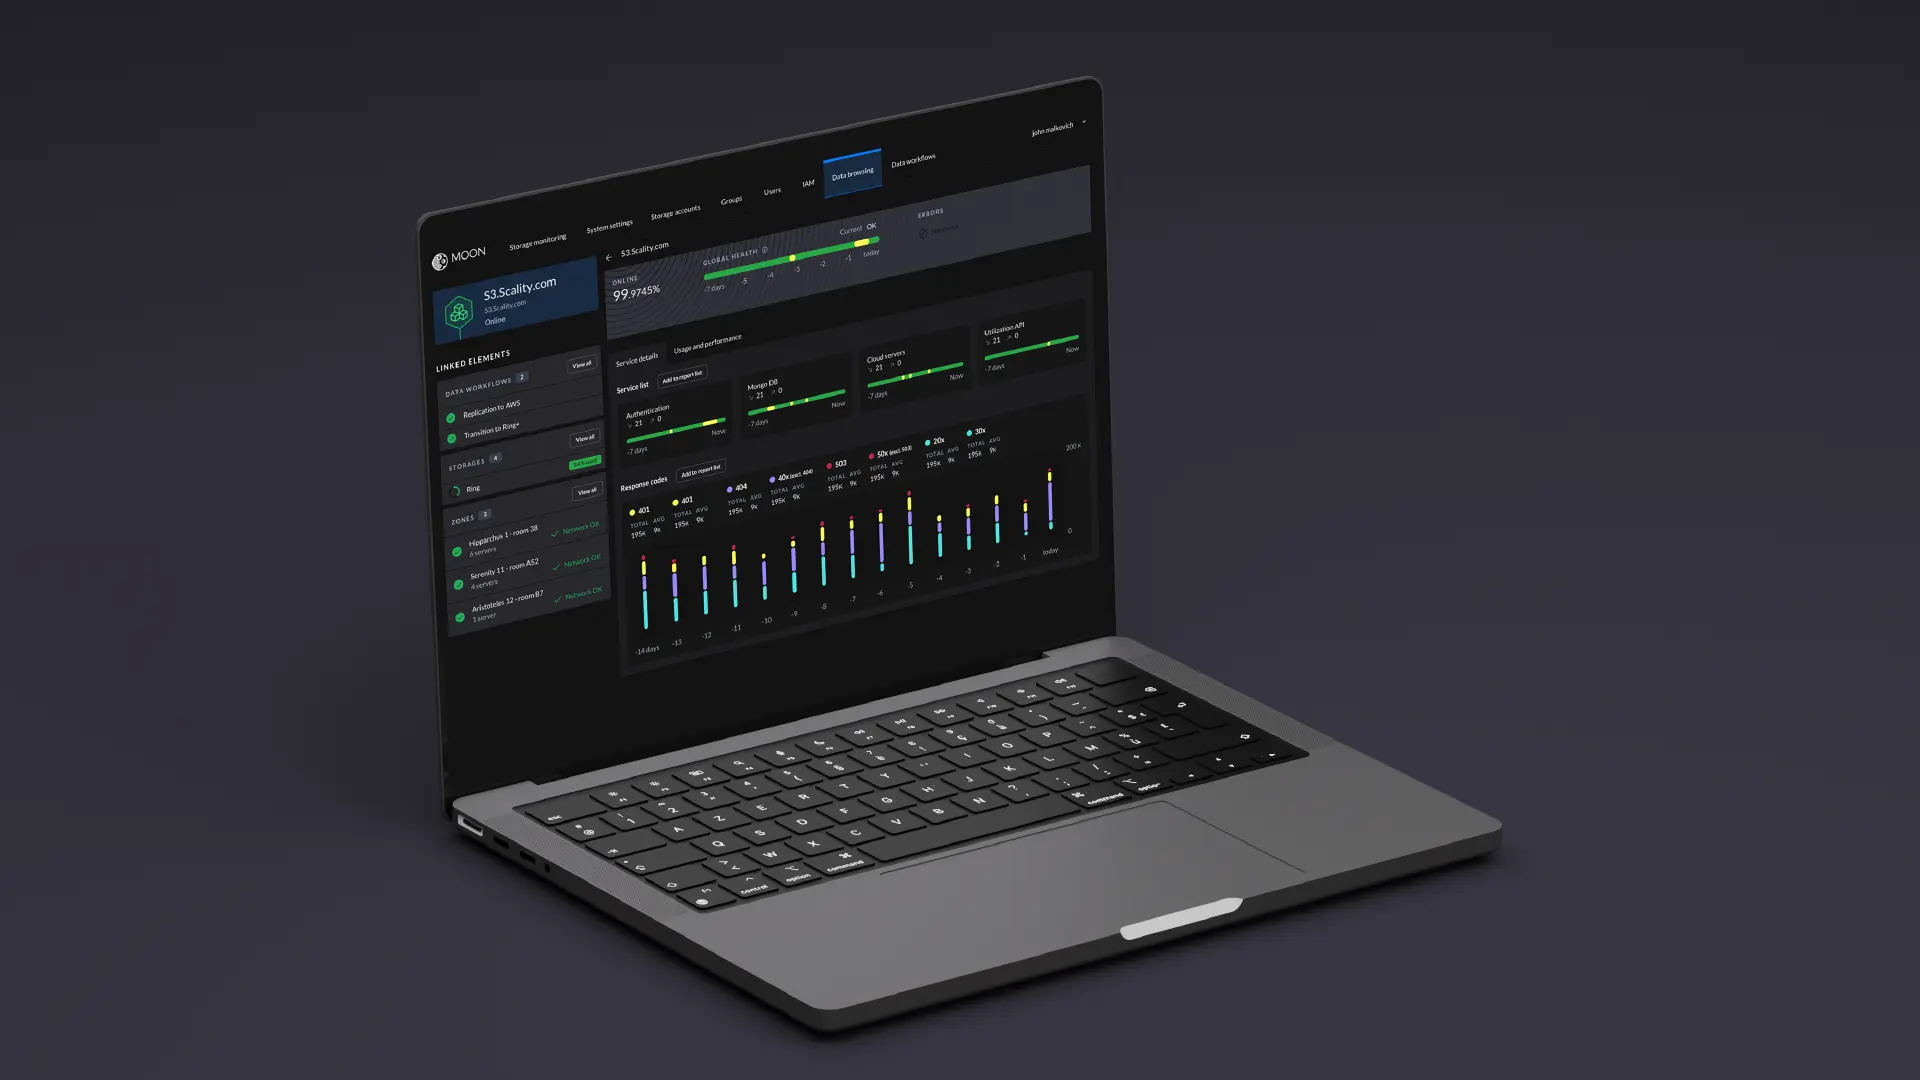 john malkovich
MOON
Storage monitoring
System settings
Storage accounts
Groups
Users
IAM
Data browsing
Data workflows
S3.Scality.com
S3.Scality.com
Online
LINKED ELEMENTS
DATA WORKFLOWS 2
View all
Replication to AWS
Transition to Ring+
STORAGES 4
View all
Ring
ZONES 3
View all
Hipparchus 1 - room 38
6 servers
Network OK
Serenity 11 - room A52
4 servers
Network OK
Aristoteles 12 - room B7
1 server
Network OK
S3.Scality.com
ONLINE
99.9745%
GLOBAL HEALTH
Current OK
-7 days -5 -4 -3 -2 -1 today
ERRORS
Service details
Usage and performance
Service list
Add to report list
Authentication
21 0
-7 days Now
Mongo DB
21 0
-7 days Now
Cloud servers
21 0
-7 days Now
Utilization API
21 0
-7 days Now
Response codes
Add to report list
401
TOTAL AVG
195K 9K
401
TOTAL AVG
195K 9K
404
TOTAL AVG
195K 9K
40x (excl. 404)
TOTAL AVG
195K 9K
503
TOTAL AVG
195K 9K
50x (excl. 503)
TOTAL AVG
195K 9K
20x
TOTAL AVG
195K 9K
30x
TOTAL AVG
195K 9K
200 K
0
-14 days -13 -12 -11 -10 -9 -8 -7 -6 -5 -4 -3 -2 -1 today
esc
A Z E R T Y U I O P
Q S D F G H J K L M
W X C V B N
control option command command option